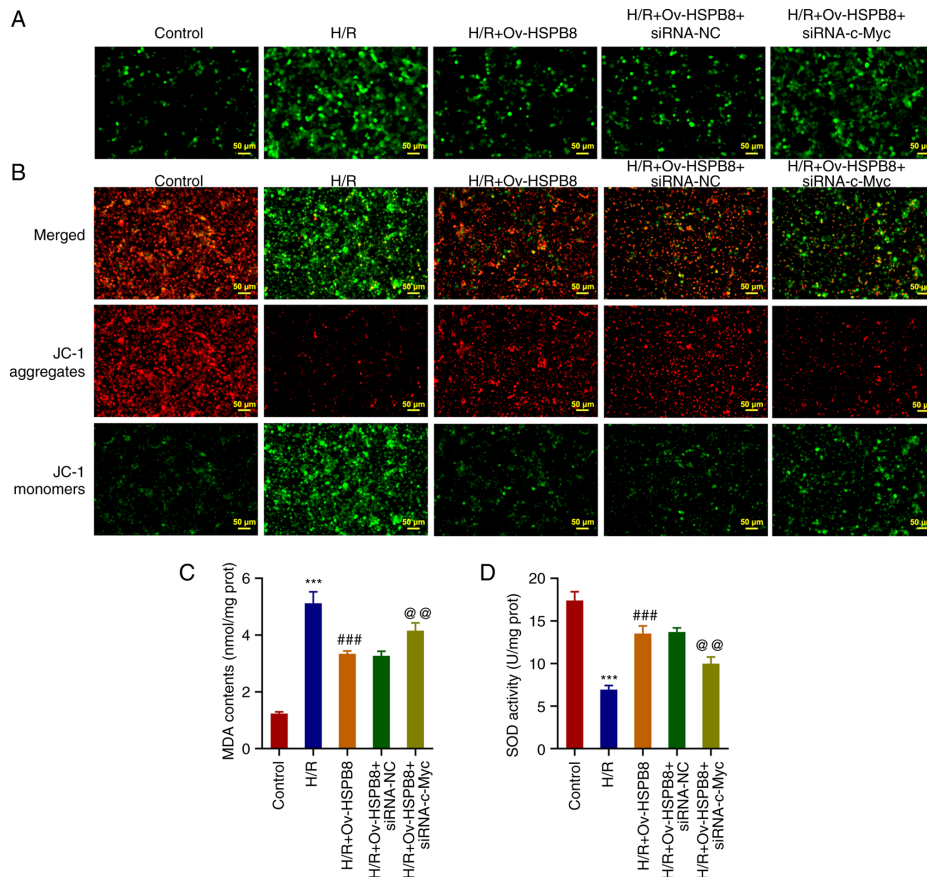 A
Control
H/R
H/R+Ov-HSPB8
H/R+Ov-HSPB8+
siRNA-NC
H/R+Ov-HSPB8+
siRNA-c-Myc
50 µm
50 µm
50 µm
50 µm
50 µm
B
Control
H/R
H/R+Ov-HSPB8
H/R+Ov-HSPB8+
siRNA-NC
H/R+Ov-HSPB8+
siRNA-c-Myc
Merged
50 µm
50 µm
50 µm
50 µm
50 µm
JC-1
aggregates
50 µm
50 µm
50 µm
50 µm
50 µm
JC-1
monomers
50 µm
50 µm
50 µm
50 µm
50 µm
C
MDA contents (nmol/mg prot)
6
4
2
0
***
###
@ @
Control
H/R
H/R+Ov-HSPB8
H/R+Ov-HSPB8+
siRNA-NC
H/R+Ov-HSPB8+
siRNA-c-Myc
D
SOD activity (U/mg prot)
20
15
10
5
0
***
###
@ @
Control
H/R
H/R+Ov-HSPB8
H/R+Ov-HSPB8+
siRNA-NC
H/R+Ov-HSPB8+
siRNA-c-Myc